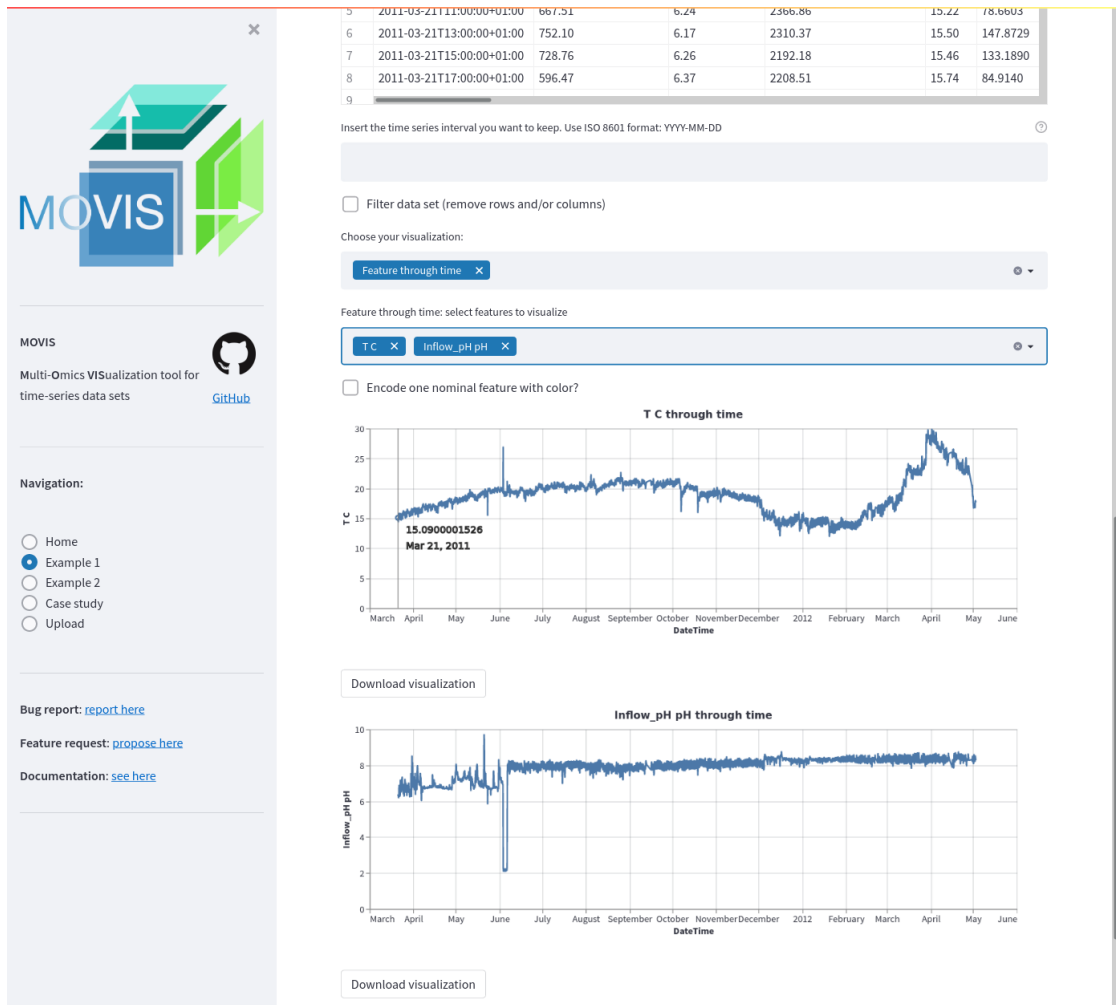 ×
MOVIS
MOVIS
Multi-Omics VISualization tool for
time-series data sets
GitHub
Navigation:
Home
Example 1
Example 2
Case study
Upload
Bug report: report here
Feature request: propose here
Documentation: see here
5 2011-03-21T11:00:00+01:00 667.51 6.24 2366.86 15.22 78.6603
6 2011-03-21T13:00:00+01:00 752.10 6.17 2310.37 15.50 147.8729
7 2011-03-21T15:00:00+01:00 728.76 6.26 2192.18 15.46 133.1890
8 2011-03-21T17:00:00+01:00 596.47 6.37 2208.51 15.74 84.9140
9
Insert the time series interval you want to keep. Use ISO 8601 format: YYYY-MM-DD
Filter data set (remove rows and/or columns)
Choose your visualization:
Feature through time ×
Feature through time: select features to visualize
T C × Inflow_pH pH ×
Encode one nominal feature with color?
T C through time
30
25
20
15
10
5
0
T C
15.0900001526
Mar 21, 2011
March April May June July August September October November December 2012 February March April May June
DateTime
Download visualization
Inflow_pH pH through time
10
8
6
4
2
0
Inflow_pH pH
March April May June July August September October November December 2012 February March April May June
DateTime
Download visualization